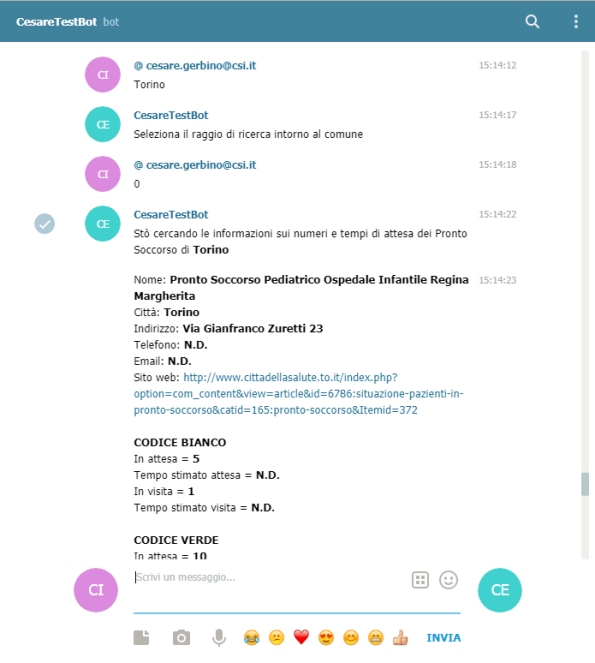 CesareTestBot bot
CI
@ cesare.gerbino@csi.it 15:14:12
Torino
CE
CesareTestBot 15:14:17
Seleziona il raggio di ricerca intorno al comune
CI
@ cesare.gerbino@csi.it 15:14:18
0
CE
CesareTestBot 15:14:22
Stò cercando le informazioni sui numeri e tempi di attesa dei Pronto
Soccorso di Torino
Nome: Pronto Soccorso Pediatrico Ospedale Infantile Regina 15:14:23
Margherita
Città: Torino
Indirizzo: Via Gianfranco Zuretti 23
Telefono: N.D.
Email: N.D.
Sito web: http://www.cittadellasalute.to.it/index.php?
option=com_content&view=article&id=6786:situazione-pazienti-in-
pronto-soccorso&catid=165:pronto-soccorso&Itemid=372
CODICE BIANCO
In attesa = 5
Tempo stimato attesa = N.D.
In visita = 1
Tempo stimato visita = N.D.
CODICE VERDE
In attesa = 10
CI
Scrivi un messaggio...
CE
INVIA